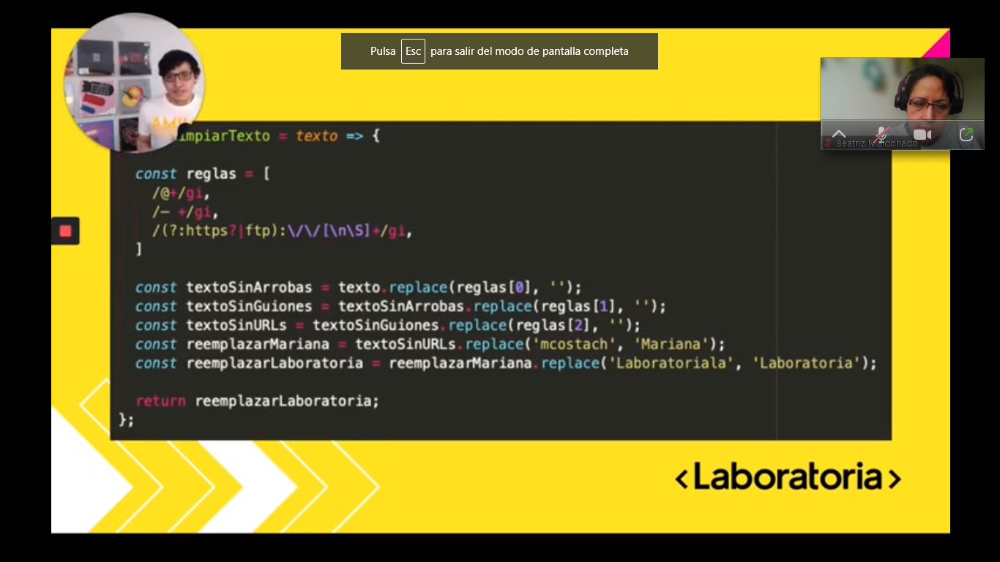 Pulsa Esc para salir del modo de pantalla completa
Beatriz Maldonado
impiarTexto = texto => {
const reglas = [
/@+/gi,
/– +/gi,
/(?:https?|ftp):\/\/[\n\S]+/gi,
]
const textoSinArrobas = texto.replace(reglas[0], '');
const textoSinGuiones = textoSinArrobas.replace(reglas[1], '');
const textoSinURLs = textoSinGuiones.replace(reglas[2], '');
const reemplazarMariana = textoSinURLs.replace('mcostach', 'Mariana');
const reemplazarLaboratoria = reemplazarMariana.replace('Laboratoriala', 'Laboratoria');
return reemplazarLaboratoria;
};
<Laboratoria>